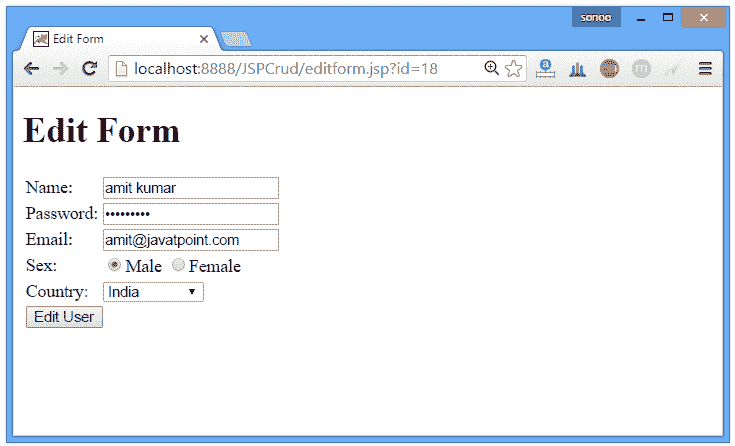 sonoo
Edit Form
localhost:8888/JSPCrud/editform.jsp?id=18
Edit Form
Name: amit kumar
Password: •••••••••
Email: amit@javatpoint.com
Sex: Male Female
Country: India
Edit User